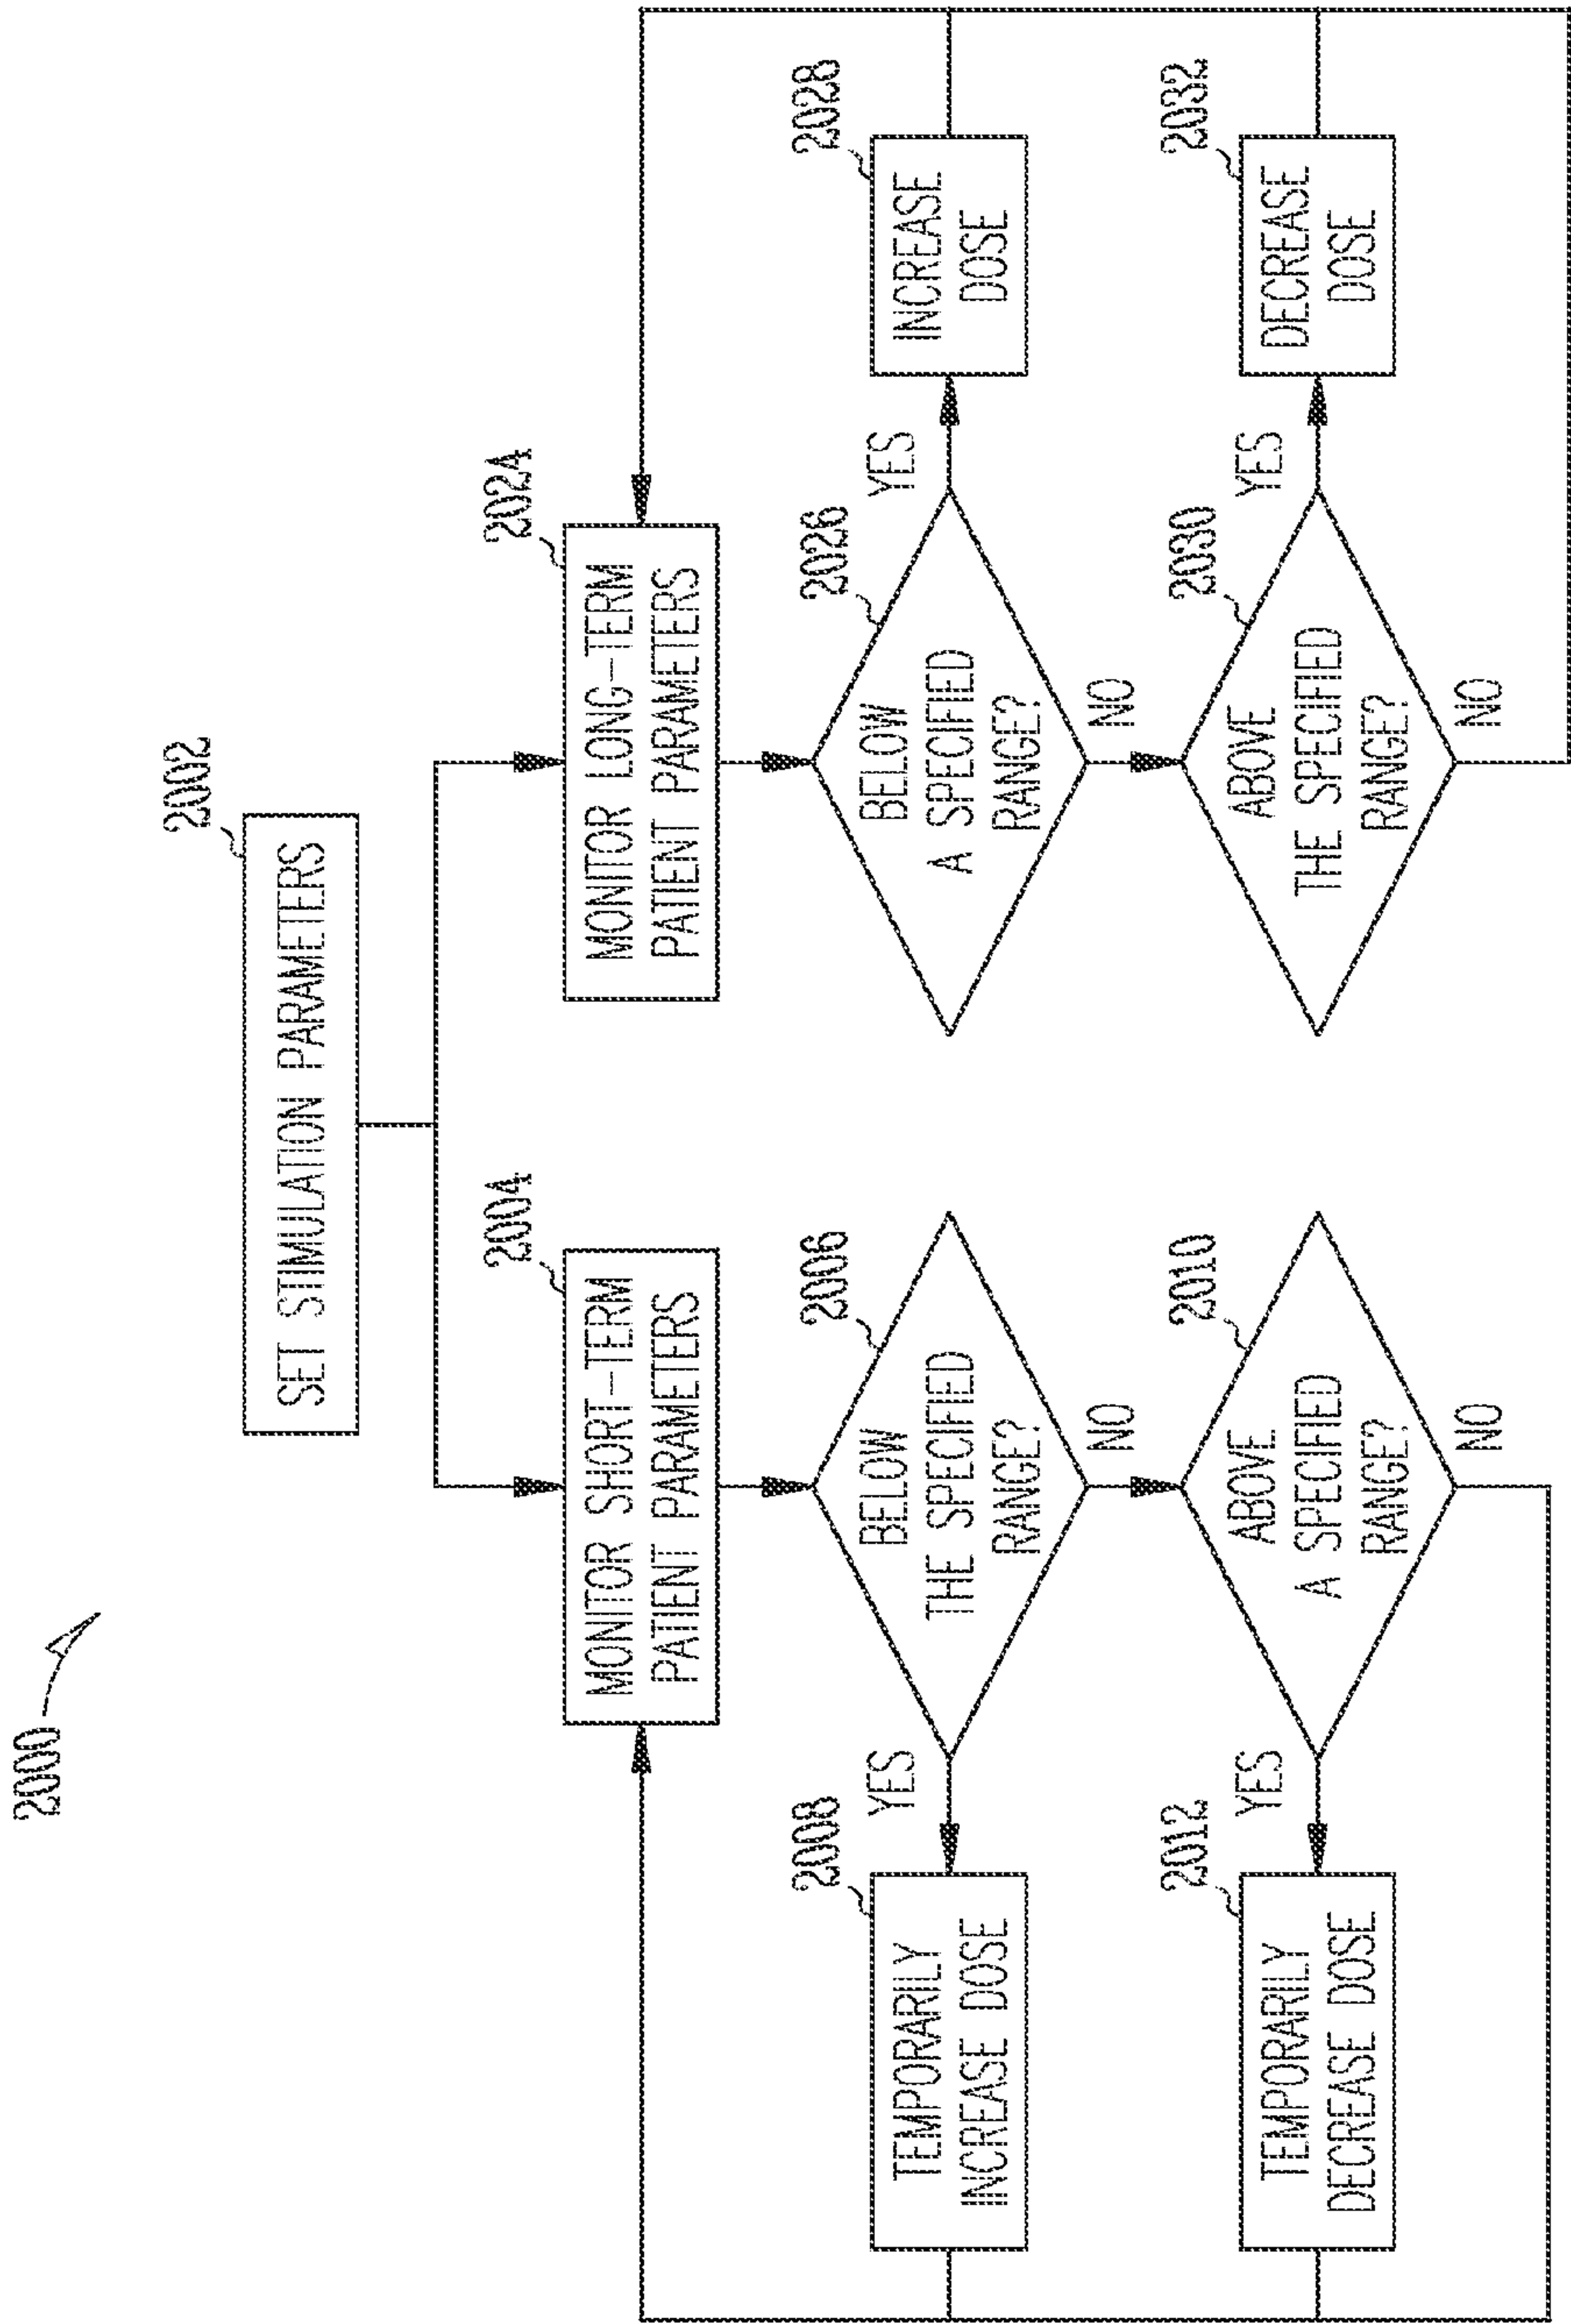 2000
2002
SET STIMULATION PARAMETERS
2004
MONITOR SHORT-TERM
PATIENT PARAMETERS
2024
MONITOR LONG-TERM
PATIENT PARAMETERS
2008
TEMPORARILY
INCREASE DOSE
YES
2006
BELOW
THE SPECIFIED
RANGE?
NO
2026
BELOW
A SPECIFIED
RANGE?
NO
YES
2028
INCREASE
DOSE
2012
TEMPORARILY
DECREASE DOSE
YES
2010
ABOVE
A SPECIFIED
RANGE?
NO
2030
ABOVE
THE SPECIFIED
RANGE?
NO
YES
2032
DECREASE
DOSE